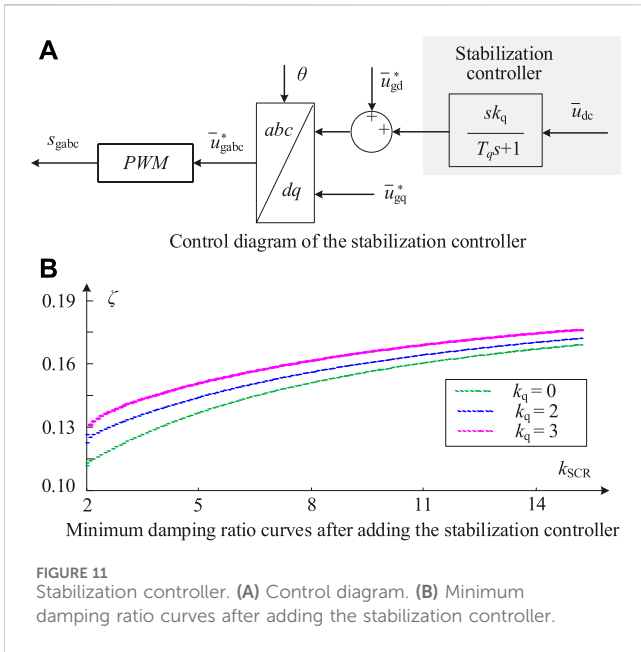 A
Stabilization
controller
θ
u̅*gd
sgabc
PWM
u̅*gabc
abc
dq
+
+
skq
Tqs+1
u̅dc
u̅*gq
Control diagram of the stabilization controller
B
0.19
ζ
0.16
0.13
0.10
kq = 0
kq = 2
kq = 3
kSCR
2
5
8
11
14
Minimum damping ratio curves after adding the stabilization controller
FIGURE 11
Stabilization controller. (A) Control diagram. (B) Minimum
damping ratio curves after adding the stabilization controller.